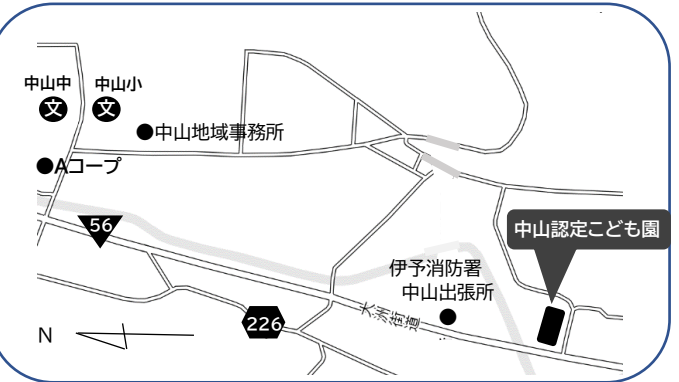 中山中
中山小
文
文
●中山地域事務所
●Aコープ
56
中山認定こども園
伊予消防署
中山出張所
大洲街道
226
N